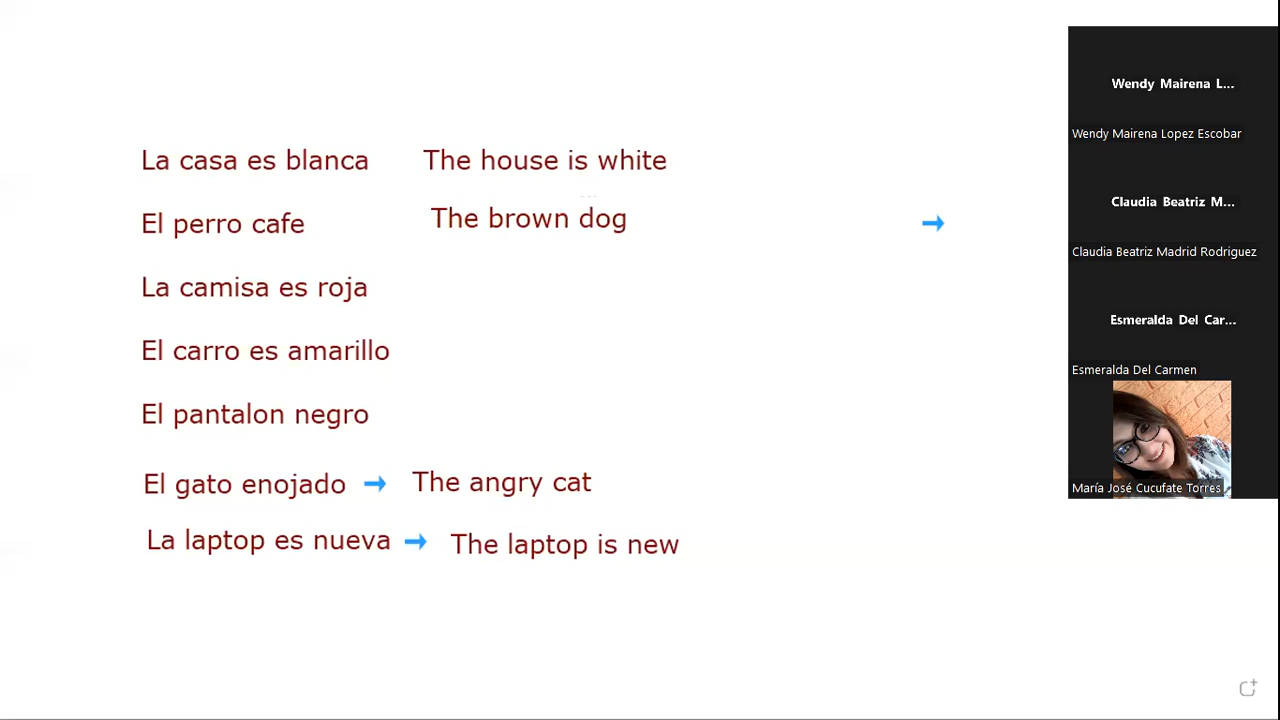 La casa es blanca The house is white
El perro cafe The brown dog
La camisa es roja
El carro es amarillo
El pantalon negro
El gato enojado The angry cat
La laptop es nueva The laptop is new
Wendy Mairena L...
Wendy Mairena Lopez Escobar
Claudia Beatriz M...
Claudia Beatriz Madrid Rodriguez
Esmeralda Del Car...
Esmeralda Del Carmen
María José Cucufate Torres